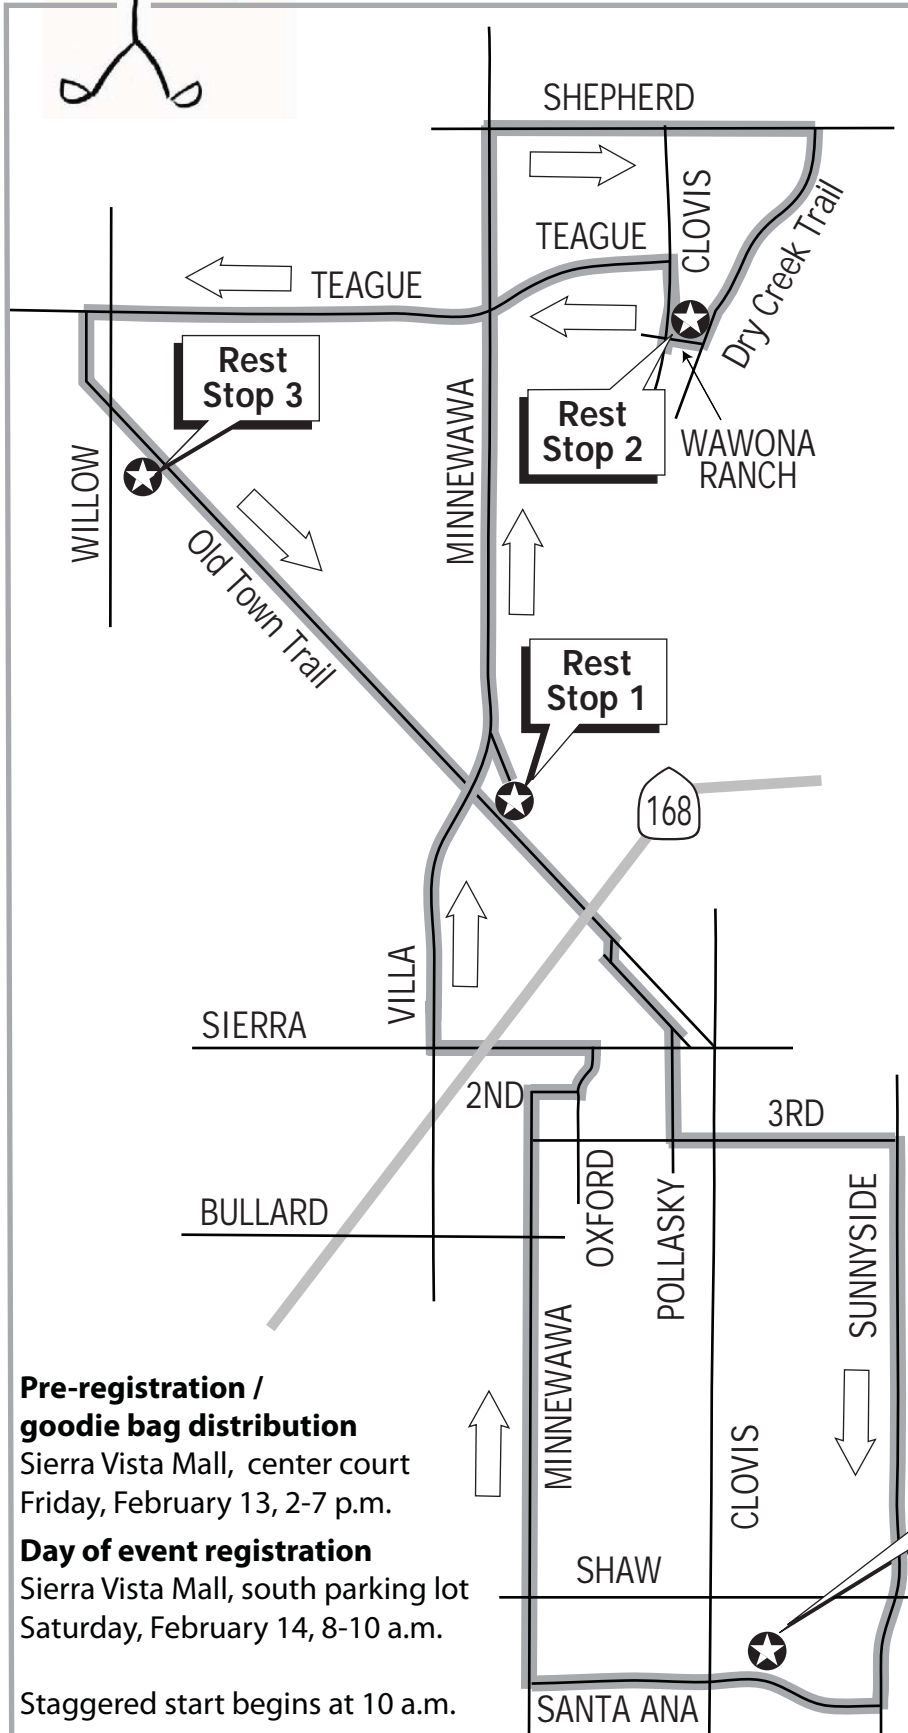 SHEPHERD
CLOVIS
TEAGUE
Dry Creek Trail
TEAGUE
Rest
Stop 3
Rest
Stop 2
WAWONA
RANCH
WILLOW
MINNEWAWA
Old Town Trail
Rest
Stop 1
168
VILLA
SIERRA
2ND
3RD
OXFORD
POLLASKY
SUNNYSIDE
BULLARD
MINNEWAWA
CLOVIS
SHAW
SANTA ANA
Pre-registration /
goodie bag distribution
Sierra Vista Mall, center court
Friday, February 13, 2-7 p.m.
Day of event registration
Sierra Vista Mall, south parking lot
Saturday, February 14, 8-10 a.m.
Staggered start begins at 10 a.m.